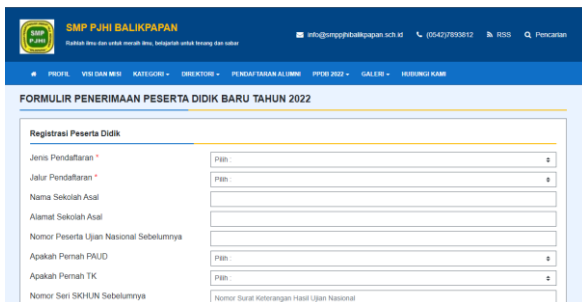 SMP
PJHI
SMP PJHI BALIKPAPAN
Raihlah ilmu dan untuk meraih ilmu, belajarlah untuk tenang dan sabar
info@smppjhibalikpapan.sch.id (0542)7893812 RSS Pencarian
PROFIL VISI DAN MISI KATEGORI DIREKTORI PENDAFTARAN ALUMNI PPDB 2022 GALERI HUBUNGI KAMI
FORMULIR PENERIMAAN PESERTA DIDIK BARU TAHUN 2022
Registrasi Peserta Didik
Jenis Pendaftaran * Pilih :
Jalur Pendaftaran * Pilih :
Nama Sekolah Asal
Alamat Sekolah Asal
Nomor Peserta Ujian Nasional Sebelumnya
Apakah Pernah PAUD Pilih :
Apakah Pernah TK Pilih :
Nomor Seri SKHUN Sebelumnya Nomor Surat Keterangan Hasil Ujian Nasional